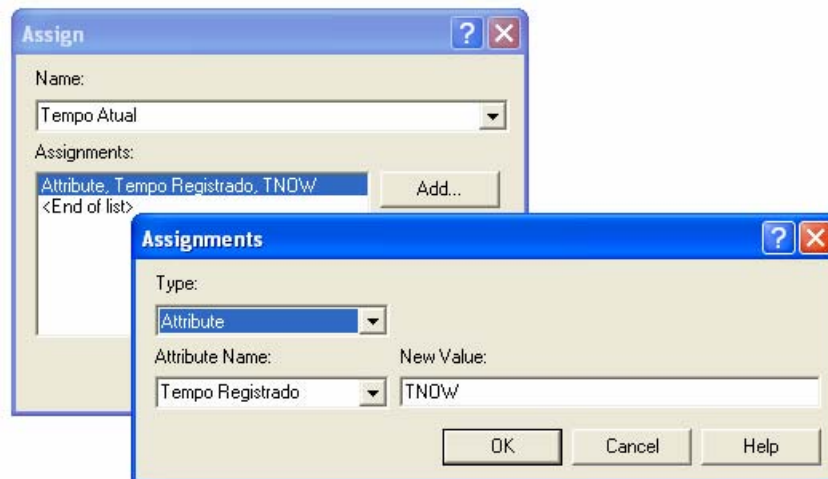 Assign
Name:
Tempo Atual
Assignments:
Attribute, Tempo Registrado, TNOW
<End of list>
Add...
Assignments
Type:
Attribute
Attribute Name: New Value:
Tempo Registrado TNOW
OK Cancel Help